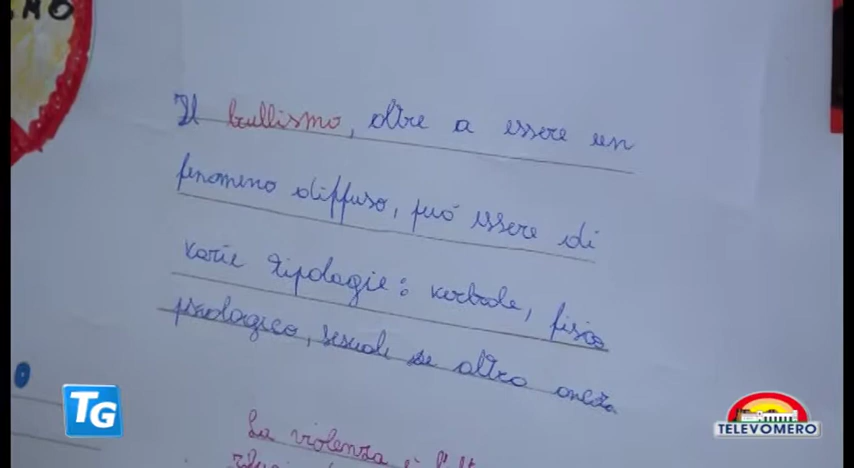 Il bullismo, oltre a essere un
fenomeno diffuso, può essere di
varie tipologie: verbale, fisico
psicologico, sessuale e altro ancora
La violenza è l'
TG
TELEVOMERO